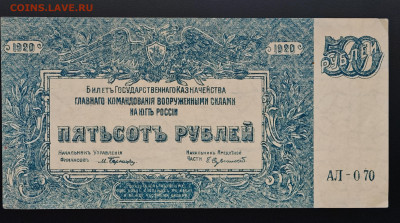 COINS.LAVE.RU
1920
1920
500
РУБЛЕЙ
Билетъ Государственнаго Казначейства
ГЛАВНАГО КОМАНДОВАНІЯ ВООРУЖЕННЫМИ СИЛАМИ
НА ЮГѢ РОССІИ
ПЯТЬСОТЪ РУБЛЕЙ
Начальникъ Управленія
Финансовъ
Начальникъ Кредитной
Части
АЛ-070